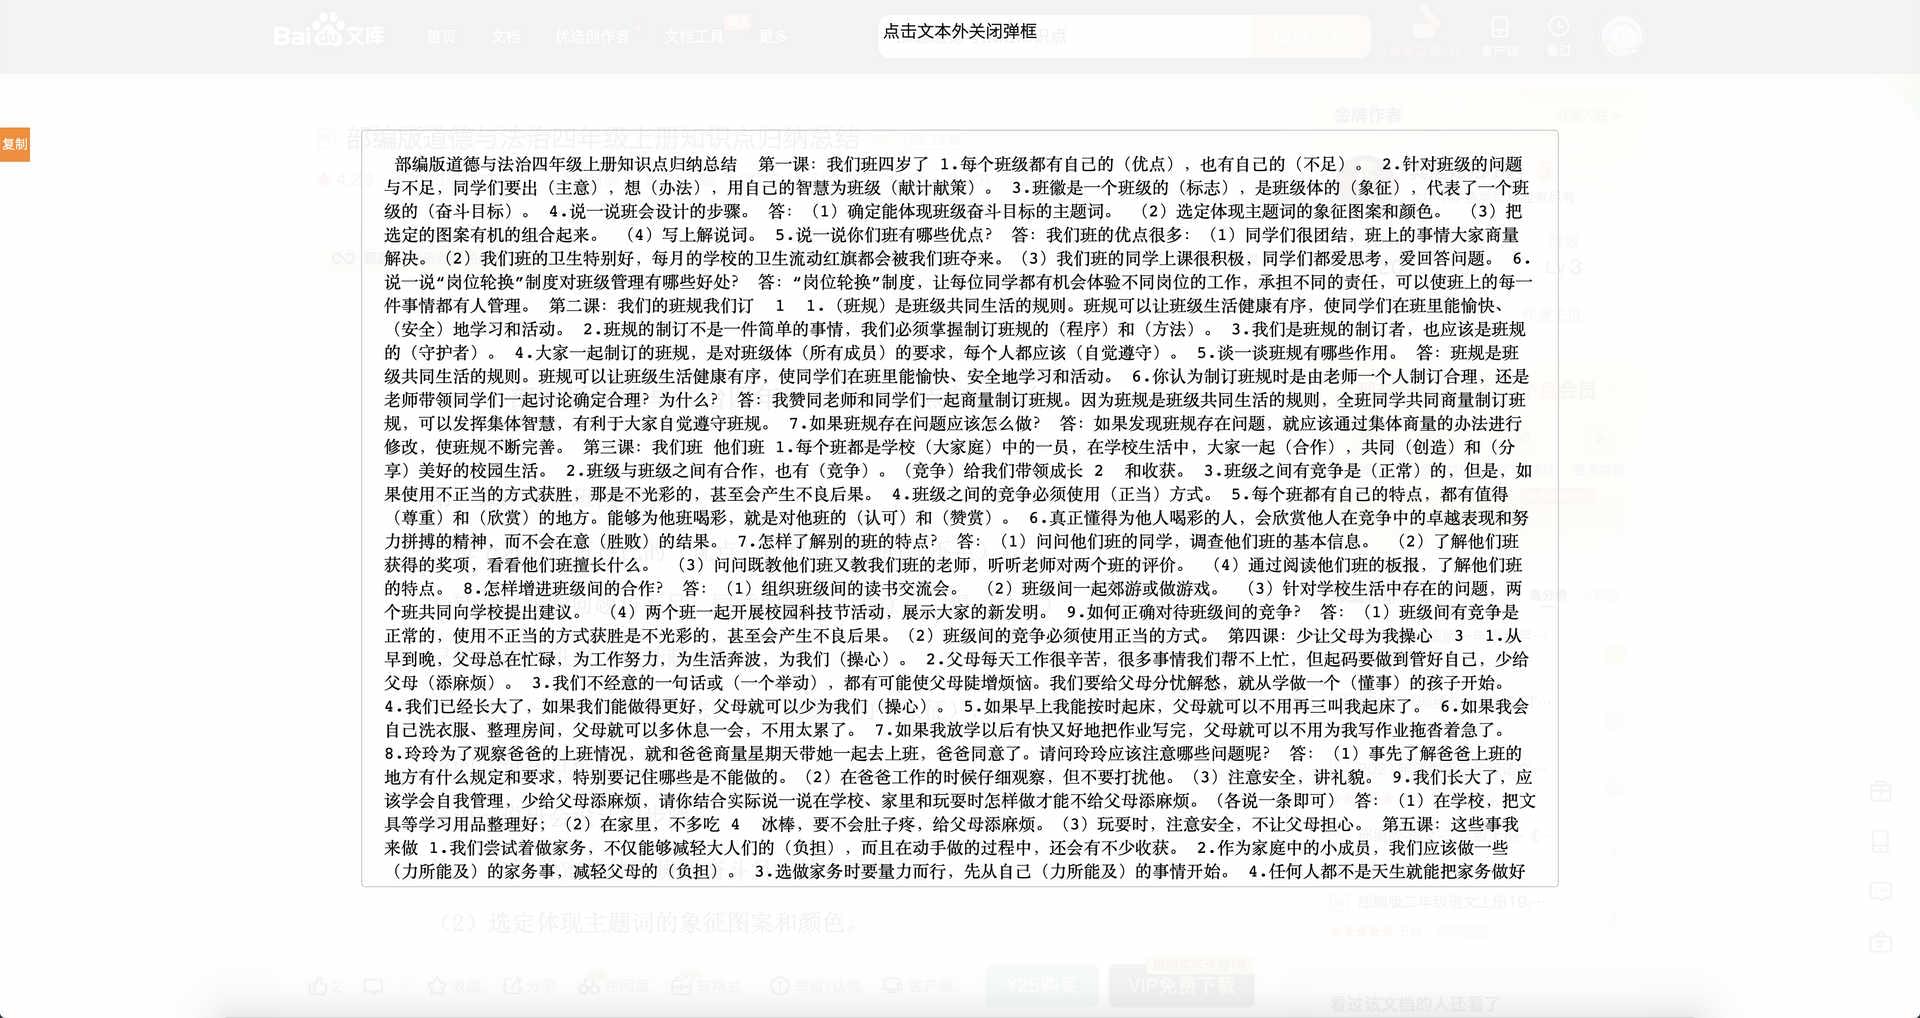 Bai 文库
首页 文档 优选创作者 文档工具 更多
点击文本外关闭弹框
客户端
金牌作者
复制
部编版道德与法治四年级上册知识点归纳总结
部编版道德与法治四年级上册知识点归纳总结 第一课：我们班四岁了 1.每个班级都有自己的（优点），也有自己的（不足）。 2.针对班级的问题
与不足，同学们要出（主意），想（办法），用自己的智慧为班级（献计献策）。 3.班徽是一个班级的（标志），是班级体的（象征），代表了一个班
级的（奋斗目标）。 4.说一说班会设计的步骤。 答：（1）确定能体现班级奋斗目标的主题词。 （2）选定体现主题词的象征图案和颜色。 （3）把
选定的图案有机的组合起来。 （4）写上解说词。 5.说一说你们班有哪些优点？ 答：我们班的优点很多：（1）同学们很团结，班上的事情大家商量
解决。（2）我们班的卫生特别好，每月的学校的卫生流动红旗都会被我们班夺来。（3）我们班的同学上课很积极，同学们都爱思考，爱回答问题。 6.
说一说“岗位轮换”制度对班级管理有哪些好处？ 答：“岗位轮换”制度，让每位同学都有机会体验不同岗位的工作，承担不同的责任，可以使班上的每一
件事情都有人管理。 第二课：我们的班规我们订 1 1.（班规）是班级共同生活的规则。班规可以让班级生活健康有序，使同学们在班里能愉快、
（安全）地学习和活动。 2.班规的制订不是一件简单的事情，我们必须掌握制订班规的（程序）和（方法）。 3.我们是班规的制订者，也应该是班规
的（守护者）。 4.大家一起制订的班规，是对班级体（所有成员）的要求，每个人都应该（自觉遵守）。 5.谈一谈班规有哪些作用。 答：班规是班
级共同生活的规则。班规可以让班级生活健康有序，使同学们在班里能愉快、安全地学习和活动。 6.你认为制订班规时是由老师一个人制订合理，还是
老师带领同学们一起讨论确定合理？为什么？ 答：我赞同老师和同学们一起商量制订班规。因为班规是班级共同生活的规则，全班同学共同商量制订班
规，可以发挥集体智慧，有利于大家自觉遵守班规。 7.如果班规存在问题应该怎么做？ 答：如果发现班规存在问题，就应该通过集体商量的办法进行
修改，使班规不断完善。 第三课：我们班 他们班 1.每个班都是学校（大家庭）中的一员，在学校生活中，大家一起（合作），共同（创造）和（分
享）美好的校园生活。 2.班级与班级之间有合作，也有（竞争）。（竞争）给我们带领成长 2 和收获。 3.班级之间有竞争是（正常）的，但是，如
果使用不正当的方式获胜，那是不光彩的，甚至会产生不良后果。 4.班级之间的竞争必须使用（正当）方式。 5.每个班都有自己的特点，都有值得
（尊重）和（欣赏）的地方。能够为他班喝彩，就是对他班的（认可）和（赞赏）。 6.真正懂得为他人喝彩的人，会欣赏他人在竞争中的卓越表现和努
力拼搏的精神，而不会在意（胜败）的结果。 7.怎样了解别的班的特点？ 答：（1）问问他们班的同学，调查他们班的基本信息。 （2）了解他们班
获得的奖项，看看他们班擅长什么。 （3）问问既教他们班又教我们班的老师，听听老师对两个班的评价。 （4）通过阅读他们班的板报，了解他们班
的特点。 8.怎样增进班级间的合作？ 答：（1）组织班级间的读书交流会。 （2）班级间一起郊游或做游戏。 （3）针对学校生活中存在的问题，两
个班共同向学校提出建议。 （4）两个班一起开展校园科技节活动，展示大家的新发明。 9.如何正确对待班级间的竞争？ 答：（1）班级间有竞争是
正常的，使用不正当的方式获胜是不光彩的，甚至会产生不良后果。（2）班级间的竞争必须使用正当的方式。 第四课：少让父母为我操心 3 1.从
早到晚，父母总在忙碌，为工作努力，为生活奔波，为我们（操心）。 2.父母每天工作很辛苦，很多事情我们帮不上忙，但起码要做到管好自己，少给
父母（添麻烦）。 3.我们不经意的一句话或（一个举动），都有可能使父母陡增烦恼。我们要给父母分忧解愁，就从学做一个（懂事）的孩子开始。
4.我们已经长大了，如果我们能做得更好，父母就可以少为我们（操心）。 5.如果早上我能按时起床，父母就可以不用再三叫我起床了。 6.如果我会
自己洗衣服、整理房间，父母就可以多休息一会，不用太累了。 7.如果我放学以后有快又好地把作业写完，父母就可以不用为我写作业拖沓着急了。
8.玲玲为了观察爸爸的上班情况，就和爸爸商量星期天带她一起去上班，爸爸同意了。请问玲玲应该注意哪些问题呢？ 答：（1）事先了解爸爸上班的
地方有什么规定和要求，特别要记住哪些是不能做的。（2）在爸爸工作的时候仔细观察，但不要打扰他。（3）注意安全，讲礼貌。 9.我们长大了，应
该学会自我管理，少给父母添麻烦，请你结合实际说一说在学校、家里和玩耍时怎样做才能不给父母添麻烦。（各说一条即可） 答：（1）在学校，把文
具等学习用品整理好；（2）在家里，不多吃 4 冰棒，要不会肚子疼，给父母添麻烦。（3）玩耍时，注意安全，不让父母担心。 第五课：这些事我
来做 1.我们尝试着做家务，不仅能够减轻大人们的（负担），而且在动手做的过程中，还会有不少收获。 2.作为家庭中的小成员，我们应该做一些
（力所能及）的家务事，减轻父母的（负担）。 3.选做家务时要量力而行，先从自己（力所能及）的事情开始。 4.任何人都不是天生就能把家务做好
（2）选定体现主题词的象征图案和颜色。
VIP免费下载
看过该文档的人还看了